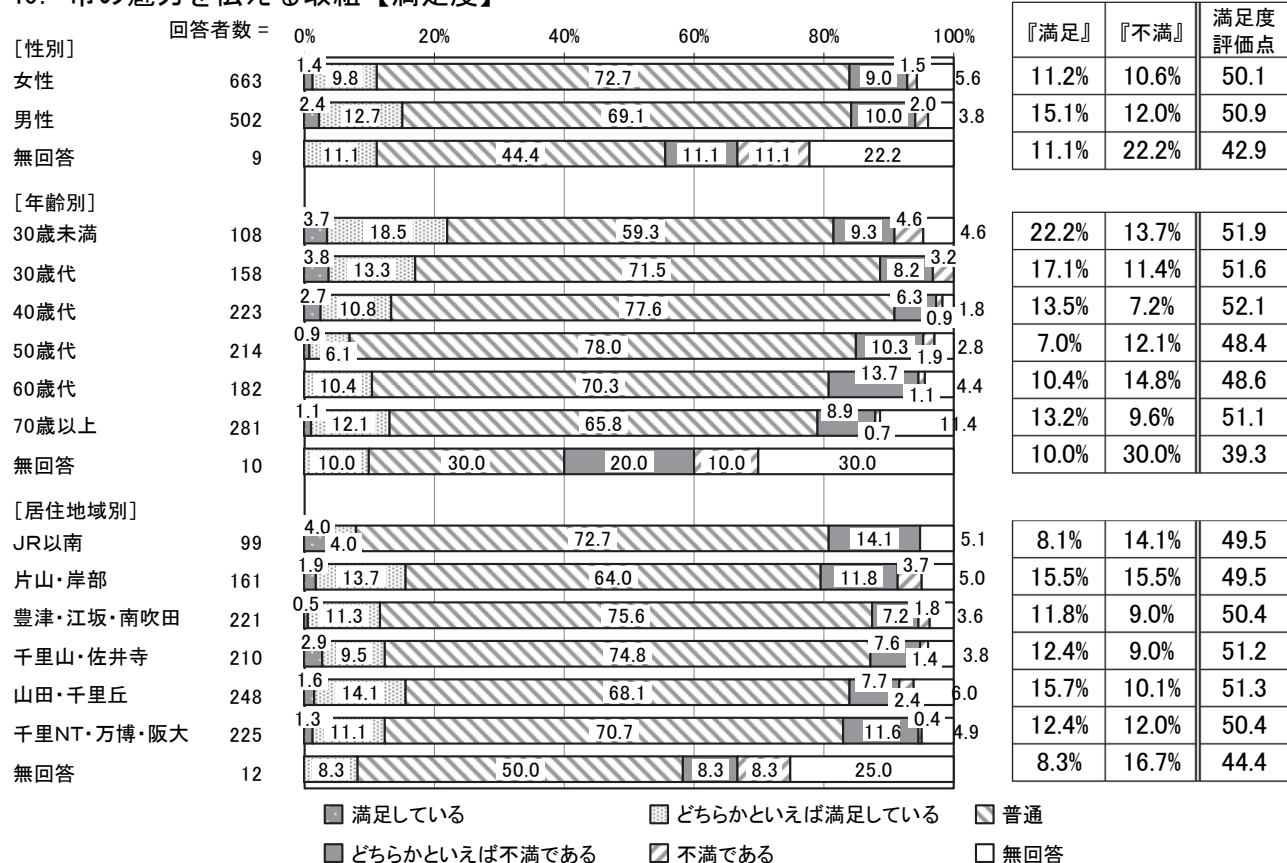 市の魅力を伝える取組【満足度】
回答者数 = 0% 20% 40% 60% 80% 100% 『満足』 『不満』 満足度評価点
[性別]
女性 663 1.4 9.8 72.7 9.0 1.5 5.6 11.2% 10.6% 50.1
男性 502 2.4 12.7 69.1 10.0 2.0 3.8 15.1% 12.0% 50.9
無回答 9 11.1 44.4 11.1 11.1 22.2 11.1% 22.2% 42.9
[年齢別]
30歳未満 108 3.7 18.5 59.3 9.3 4.6 4.6 22.2% 13.7% 51.9
30歳代 158 3.8 13.3 71.5 8.2 3.2 17.1% 11.4% 51.6
40歳代 223 2.7 10.8 77.6 6.3 0.9 1.8 13.5% 7.2% 52.1
50歳代 214 0.9 6.1 78.0 10.3 1.9 2.8 7.0% 12.1% 48.4
60歳代 182 10.4 70.3 13.7 1.1 4.4 10.4% 14.8% 48.6
70歳以上 281 1.1 12.1 65.8 8.9 0.7 11.4 13.2% 9.6% 51.1
無回答 10 10.0 30.0 20.0 10.0 30.0 10.0% 30.0% 39.3
[居住地域別]
JR以南 99 4.0 4.0 72.7 14.1 5.1 8.1% 14.1% 49.5
片山・岸部 161 1.9 13.7 64.0 11.8 3.7 5.0 15.5% 15.5% 49.5
豊津・江坂・南吹田 221 0.5 11.3 75.6 7.2 1.8 3.6 11.8% 9.0% 50.4
千里山・佐井寺 210 2.9 9.5 74.8 7.6 1.4 3.8 12.4% 9.0% 51.2
山田・千里丘 248 1.6 14.1 68.1 7.7 2.4 6.0 15.7% 10.1% 51.3
千里NT・万博・阪大 225 1.3 11.1 70.7 11.6 0.4 4.9 12.4% 12.0% 50.4
無回答 12 8.3 50.0 8.3 8.3 25.0 8.3% 16.7% 44.4
満足している どちらかといえば満足している 普通
どちらかといえば不満である 不満である 無回答